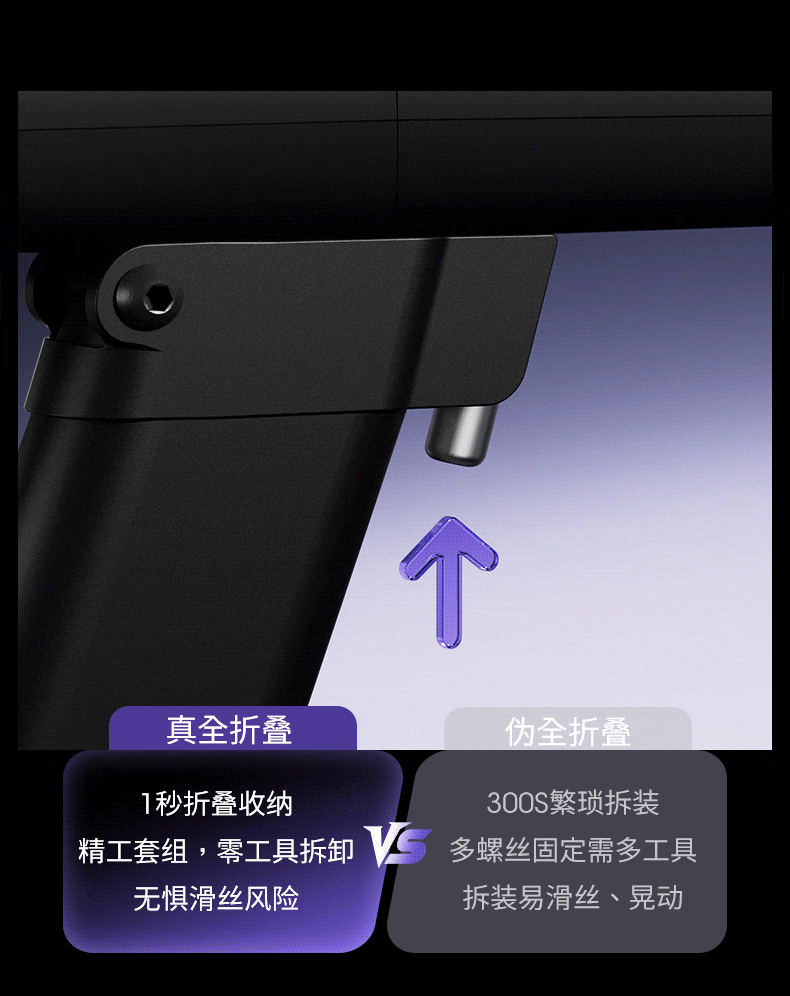 真全折叠
1秒折叠收纳
精工套组，零工具拆卸
无惧滑丝风险
VS
伪全折叠
300S繁琐拆装
多螺丝固定需多工具
拆装易滑丝、晃动